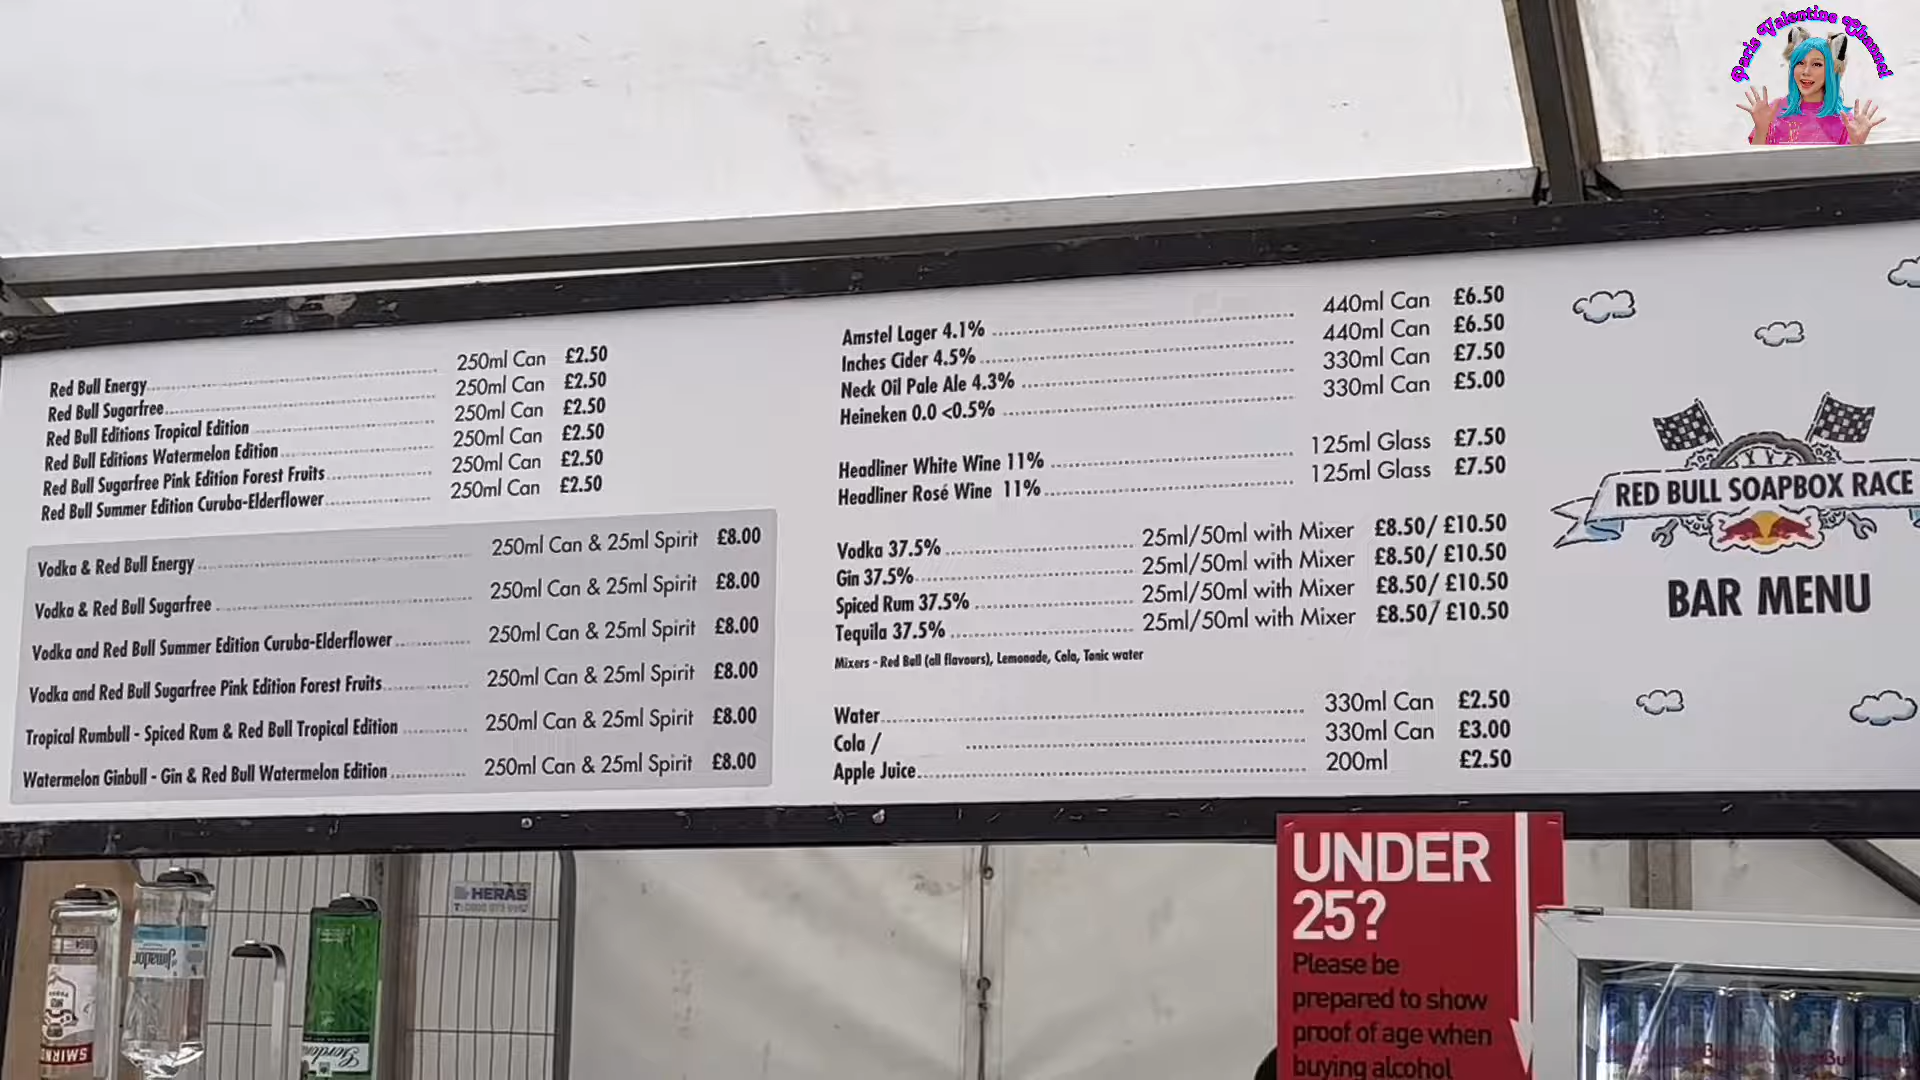 Paris Valentine Channel
Red Bull Energy 250ml Can £2.50
Red Bull Sugarfree 250ml Can £2.50
Red Bull Editions Tropical Edition 250ml Can £2.50
Red Bull Editions Watermelon Edition 250ml Can £2.50
Red Bull Sugarfree Pink Edition Forest Fruits 250ml Can £2.50
Red Bull Summer Edition Curuba-Elderflower 250ml Can £2.50
Vodka & Red Bull Energy 250ml Can & 25ml Spirit £8.00
Vodka & Red Bull Sugarfree 250ml Can & 25ml Spirit £8.00
Vodka and Red Bull Summer Edition Curuba-Elderflower 250ml Can & 25ml Spirit £8.00
Vodka and Red Bull Sugarfree Pink Edition Forest Fruits 250ml Can & 25ml Spirit £8.00
Tropical Rumbull - Spiced Rum & Red Bull Tropical Edition 250ml Can & 25ml Spirit £8.00
Watermelon Ginbull - Gin & Red Bull Watermelon Edition 250ml Can & 25ml Spirit £8.00
Amstel Lager 4.1% 440ml Can £6.50
Inches Cider 4.5% 440ml Can £6.50
Neck Oil Pale Ale 4.3% 330ml Can £7.50
Heineken 0.0 <0.5% 330ml Can £5.00
Headliner White Wine 11% 125ml Glass £7.50
Headliner Rosé Wine 11% 125ml Glass £7.50
Vodka 37.5% 25ml/50ml with Mixer £8.50/ £10.50
Gin 37.5% 25ml/50ml with Mixer £8.50/ £10.50
Spiced Rum 37.5% 25ml/50ml with Mixer £8.50/ £10.50
Tequila 37.5% 25ml/50ml with Mixer £8.50/ £10.50
Mixers - Red Bull (all flavours), Lemonade, Cola, Tonic water
Water 330ml Can £2.50
Cola / 330ml Can £3.00
Apple Juice 200ml £2.50
RED BULL SOAPBOX RACE
BAR MENU
HERAS
UNDER
25?
Please be
prepared to show
proof of age when
buying alcohol
Gordon's